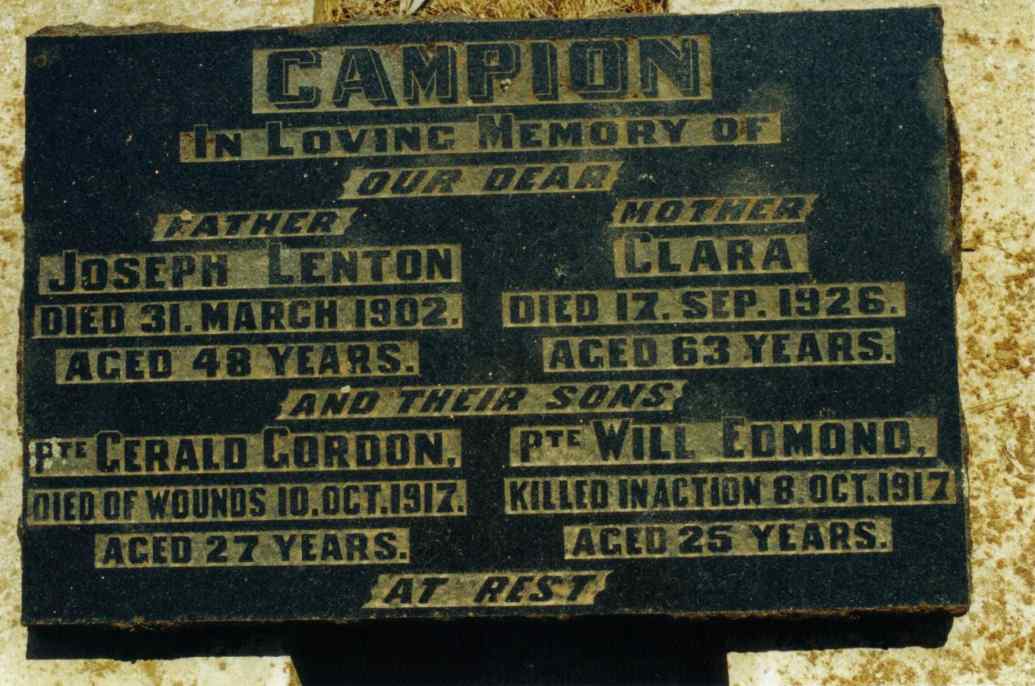 CAMPION
IN LOVING MEMORY OF
OUR DEAR
FATHER
JOSEPH LENTON
DIED 31. MARCH 1902.
AGED 48 YEARS.
MOTHER
CLARA
DIED 17. SEP. 1926.
AGED 63 YEARS.
AND THEIR SONS
PTE GERALD GORDON,
DIED OF WOUNDS 10. OCT. 1917.
AGED 27 YEARS.
PTE WILL EDMOND,
KILLED IN ACTION 8. OCT. 1917
AGED 25 YEARS.
AT REST